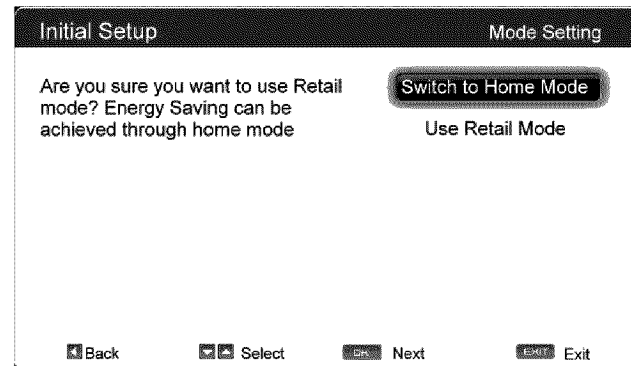 Initial Setup
Mode Setting
Are you sure you want to use Retail
mode? Energy Saving can be
achieved through home mode
Switch to Home Mode
Use Retail Mode
Back
Select
OK Next
EXIT Exit